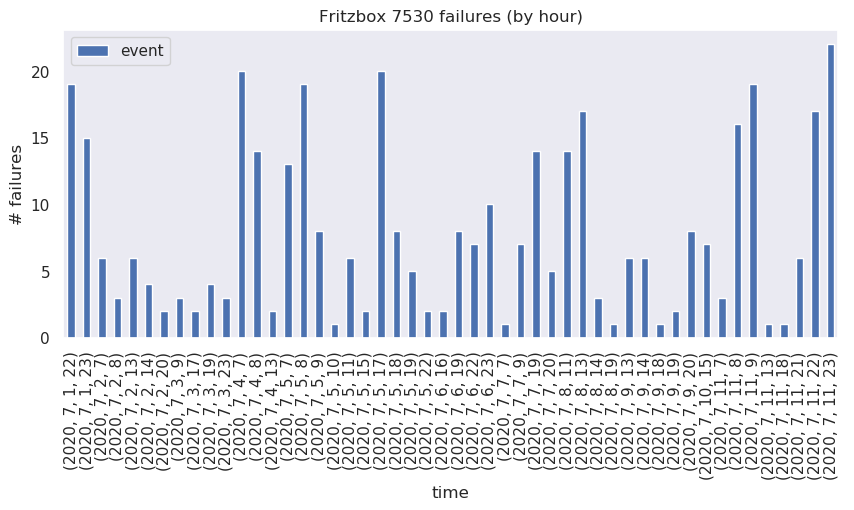 Fritzbox 7530 failures (by hour)
event
# failures
20
15
10
5
0
(2020, 7, 1, 22)
(2020, 7, 1, 23)
(2020, 7, 2, 7)
(2020, 7, 2, 8)
(2020, 7, 2, 13)
(2020, 7, 2, 14)
(2020, 7, 2, 20)
(2020, 7, 3, 9)
(2020, 7, 3, 17)
(2020, 7, 3, 19)
(2020, 7, 3, 23)
(2020, 7, 4, 7)
(2020, 7, 4, 8)
(2020, 7, 4, 13)
(2020, 7, 5, 7)
(2020, 7, 5, 8)
(2020, 7, 5, 9)
(2020, 7, 5, 10)
(2020, 7, 5, 11)
(2020, 7, 5, 15)
(2020, 7, 5, 17)
(2020, 7, 5, 18)
(2020, 7, 5, 19)
(2020, 7, 5, 22)
(2020, 7, 6, 16)
(2020, 7, 6, 19)
(2020, 7, 6, 22)
(2020, 7, 6, 23)
(2020, 7, 7, 7)
(2020, 7, 7, 9)
(2020, 7, 7, 19)
(2020, 7, 7, 20)
(2020, 7, 8, 11)
(2020, 7, 8, 13)
(2020, 7, 8, 14)
(2020, 7, 8, 19)
(2020, 7, 9, 13)
(2020, 7, 9, 14)
(2020, 7, 9, 18)
(2020, 7, 9, 19)
(2020, 7, 9, 20)
(2020, 7, 10, 15)
(2020, 7, 11, 7)
(2020, 7, 11, 8)
(2020, 7, 11, 9)
(2020, 7, 11, 13)
(2020, 7, 11, 18)
(2020, 7, 11, 21)
(2020, 7, 11, 22)
(2020, 7, 11, 23)
time